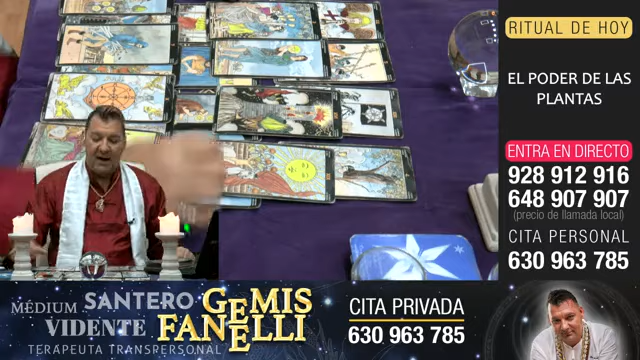 RITUAL DE HOY
EL PODER DE LAS
PLANTAS
ENTRA EN DIRECTO
928 912 916
648 907 907
(precio de llamada local)
CITA PERSONAL
630 963 785
MÉDIUM SANTERO
VIDENTE
TERAPEUTA TRANSPERSONAL
GEMIS
FANELLI
CITA PRIVADA
630 963 785